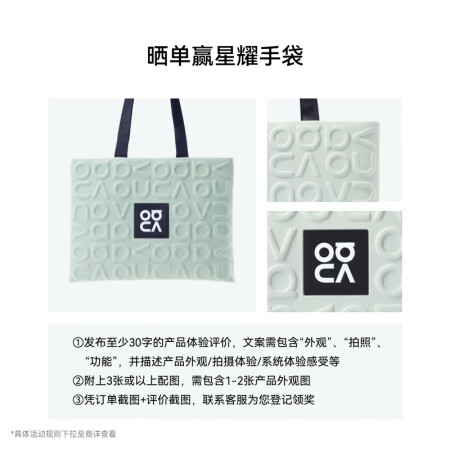 晒单赢星耀手袋
①发布至少30字的产品体验评价，文案需包含“外观”、“拍照”、
“功能”，并描述产品外观/拍摄体验/系统体验感受等
②附上3张或以上配图，需包含1-2张产品外观图
③凭订单截图+评价截图，联系客服为您登记领奖
*具体活动规则下拉至商详查看